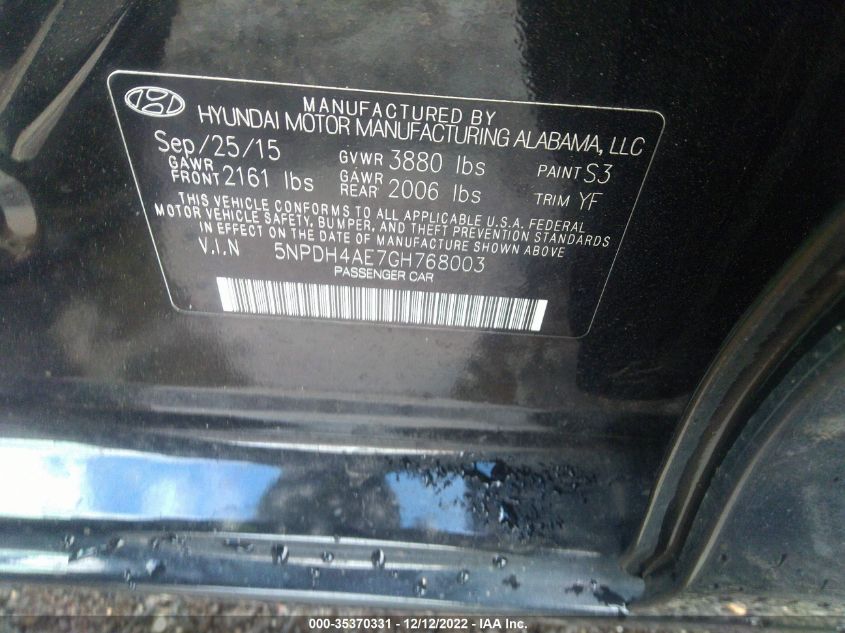 MANUFACTURED BY
HYUNDAI MOTOR MANUFACTURING ALABAMA, LLC
Sep/25/15 GVWR 3880 lbs PAINT S3
GAWR FRONT 2161 lbs GAWR REAR 2006 lbs TRIM YF
THIS VEHICLE CONFORMS TO ALL APPLICABLE U.S.A. FEDERAL
MOTOR VEHICLE SAFETY, BUMPER, AND THEFT PREVENTION STANDARDS
IN EFFECT ON THE DATE OF MANUFACTURE SHOWN ABOVE
V.I.N 5NPDH4AE7GH768003
PASSENGER CAR
000-35370331 - 12/12/2022 - IAA Inc.